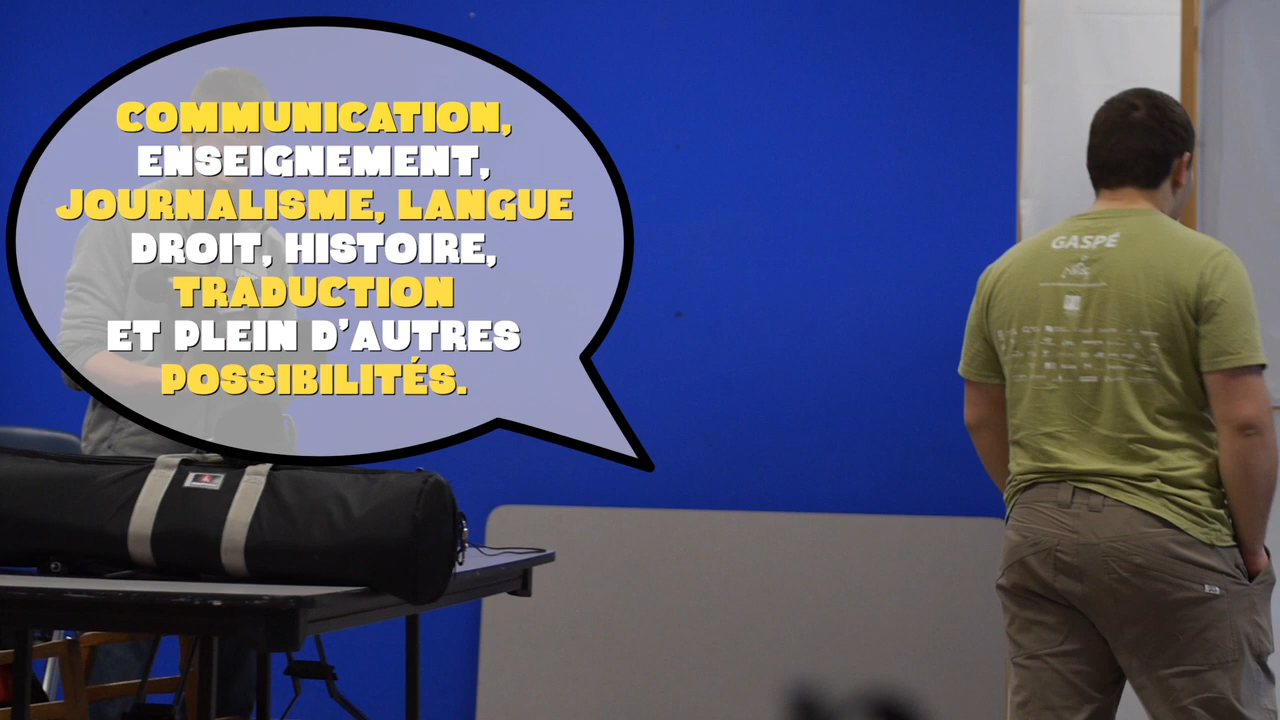 COMMUNICATION,
ENSEIGNEMENT,
JOURNALISME, LANGUE
DROIT, HISTOIRE,
TRADUCTION
ET PLEIN D'AUTRES
POSSIBILITÉS.
GASPÉ